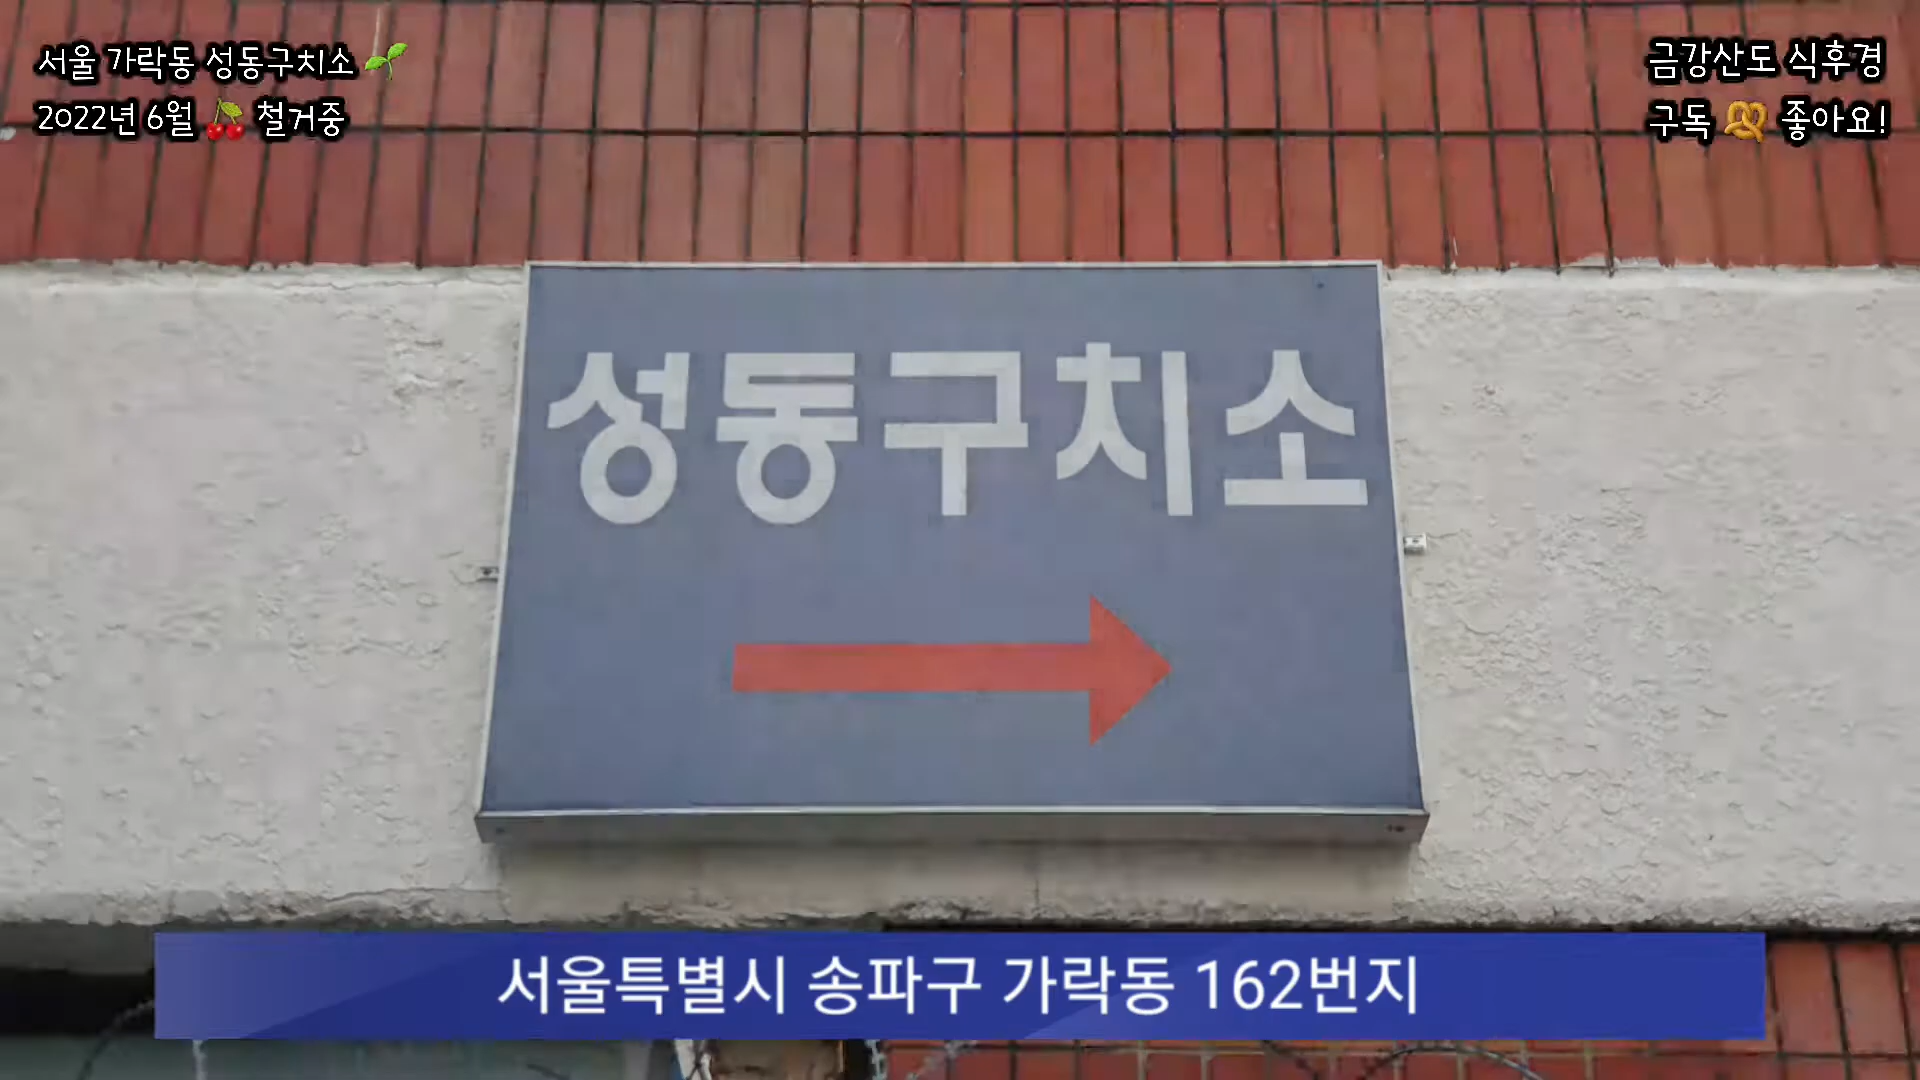 서울 가락동 성동구치소 🌱
2022년 6월 🍒 철거중
금강산도 식후경
구독 🥨 좋아요!
성동구치소
서울특별시 송파구 가락동 162번지